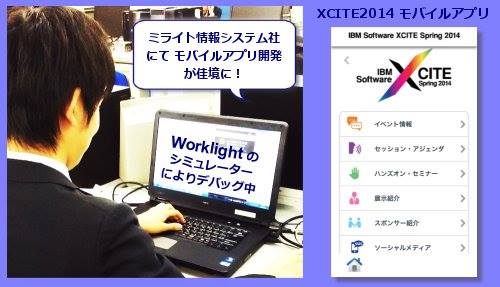 XCITE2014 モバイルアプリ
ミライト情報システム社
にて モバイルアプリ開発
が佳境に！
Worklight の
シミュレーター
によりデバッグ中
NEC
IBM Software XCITE Spring 2014
IBM
Software
XCITE
Spring 2014
イベント情報
セッション・アジェンダ
ハンズオン・セミナー
展示紹介
スポンサー紹介
ソーシャルメディア